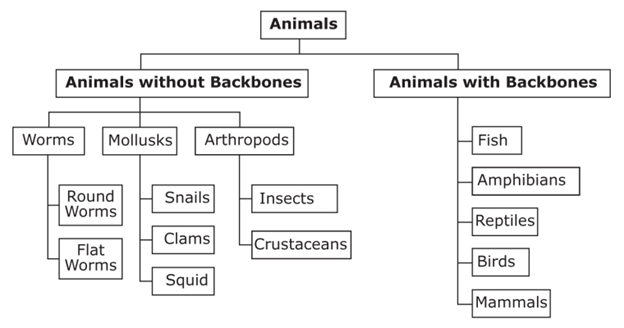 Animals
Animals without Backbones
Animals with Backbones
Worms
Mollusks
Arthropods
Round
Worms
Flat
Worms
Snails
Clams
Squid
Insects
Crustaceans
Fish
Amphibians
Reptiles
Birds
Mammals